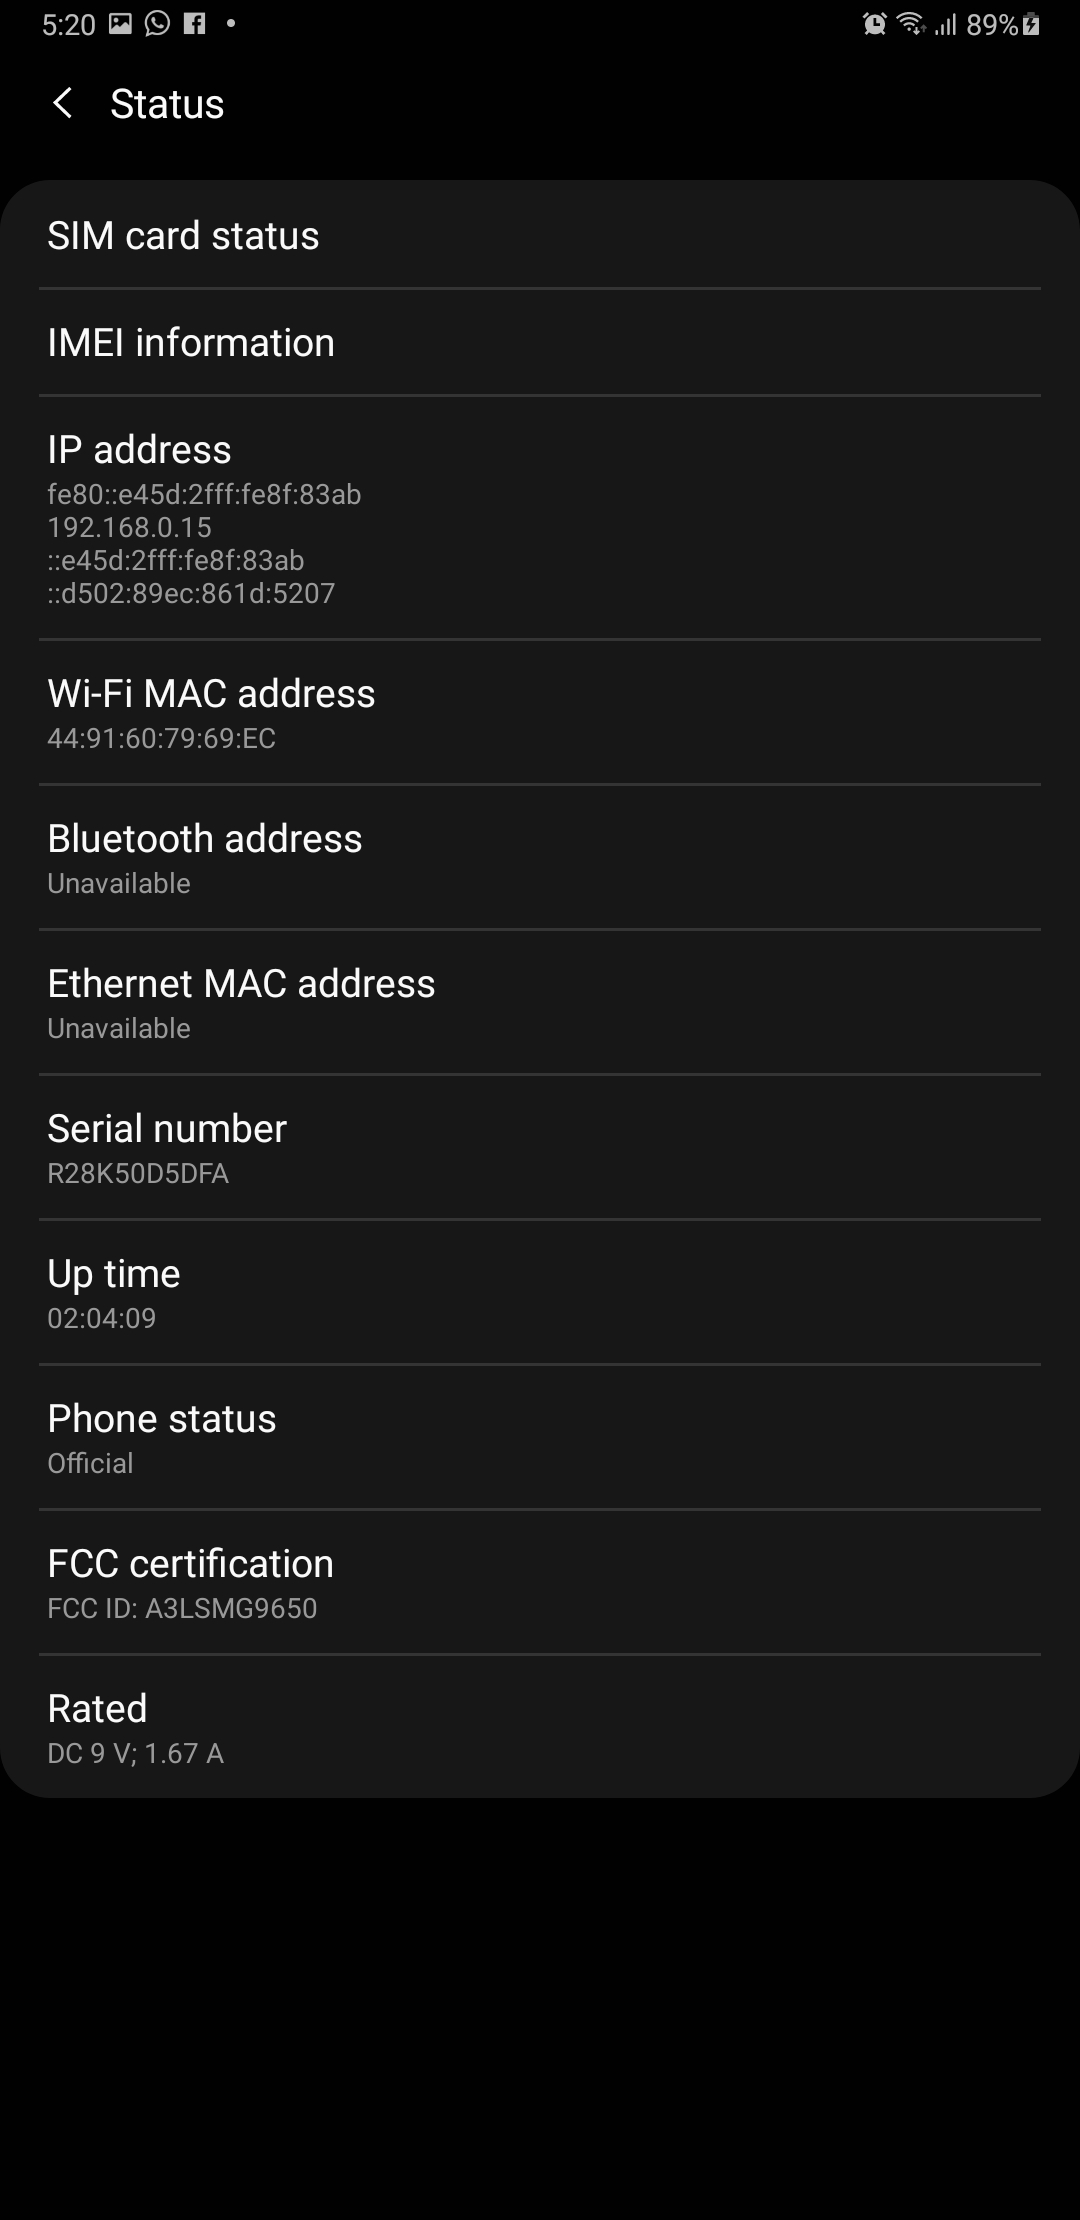 5:20 89%
Status
SIM card status
IMEI information
IP address
fe80::e45d:2fff:fe8f:83ab
192.168.0.15
::e45d:2fff:fe8f:83ab
::d502:89ec:861d:5207
Wi-Fi MAC address
44:91:60:79:69:EC
Bluetooth address
Unavailable
Ethernet MAC address
Unavailable
Serial number
R28K50D5DFA
Up time
02:04:09
Phone status
Official
FCC certification
FCC ID: A3LSMG9650
Rated
DC 9 V; 1.67 A